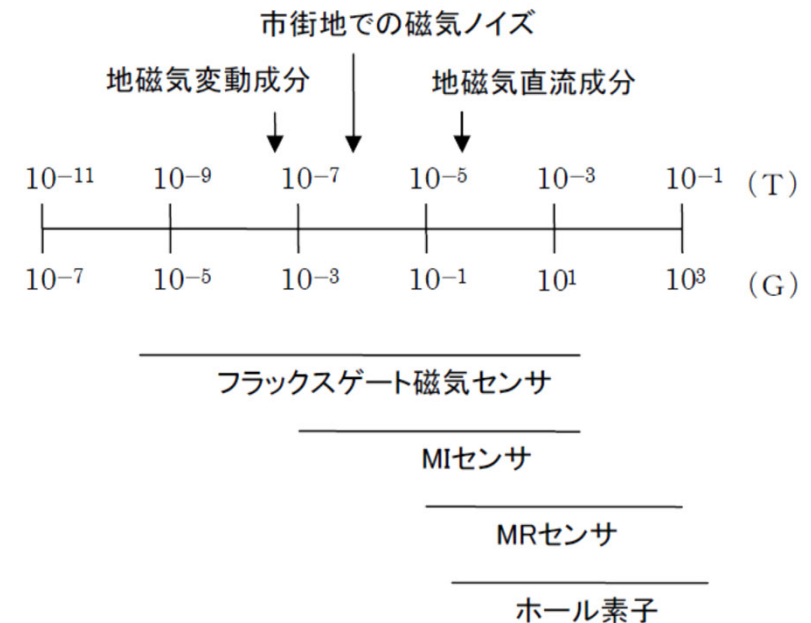 市街地での磁気ノイズ
地磁気変動成分 地磁気直流成分
10⁻¹¹ 10⁻⁹ 10⁻⁷ 10⁻⁵ 10⁻³ 10⁻¹ (T)
10⁻⁷ 10⁻⁵ 10⁻³ 10⁻¹ 10¹ 10³ (G)
フラックスゲート磁気センサ
MIセンサ
MRセンサ
ホール素子